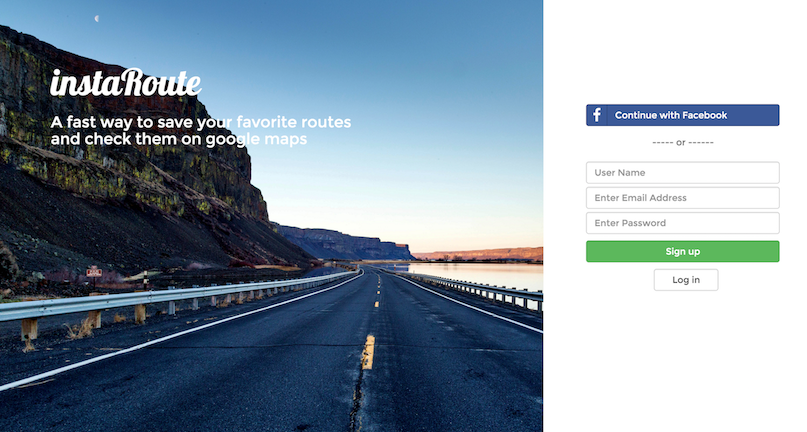 instaRoute
A fast way to save your favorite routes
and check them on google maps
f Continue with Facebook
----- or ------
User Name
Enter Email Address
Enter Password
Sign up
Log in